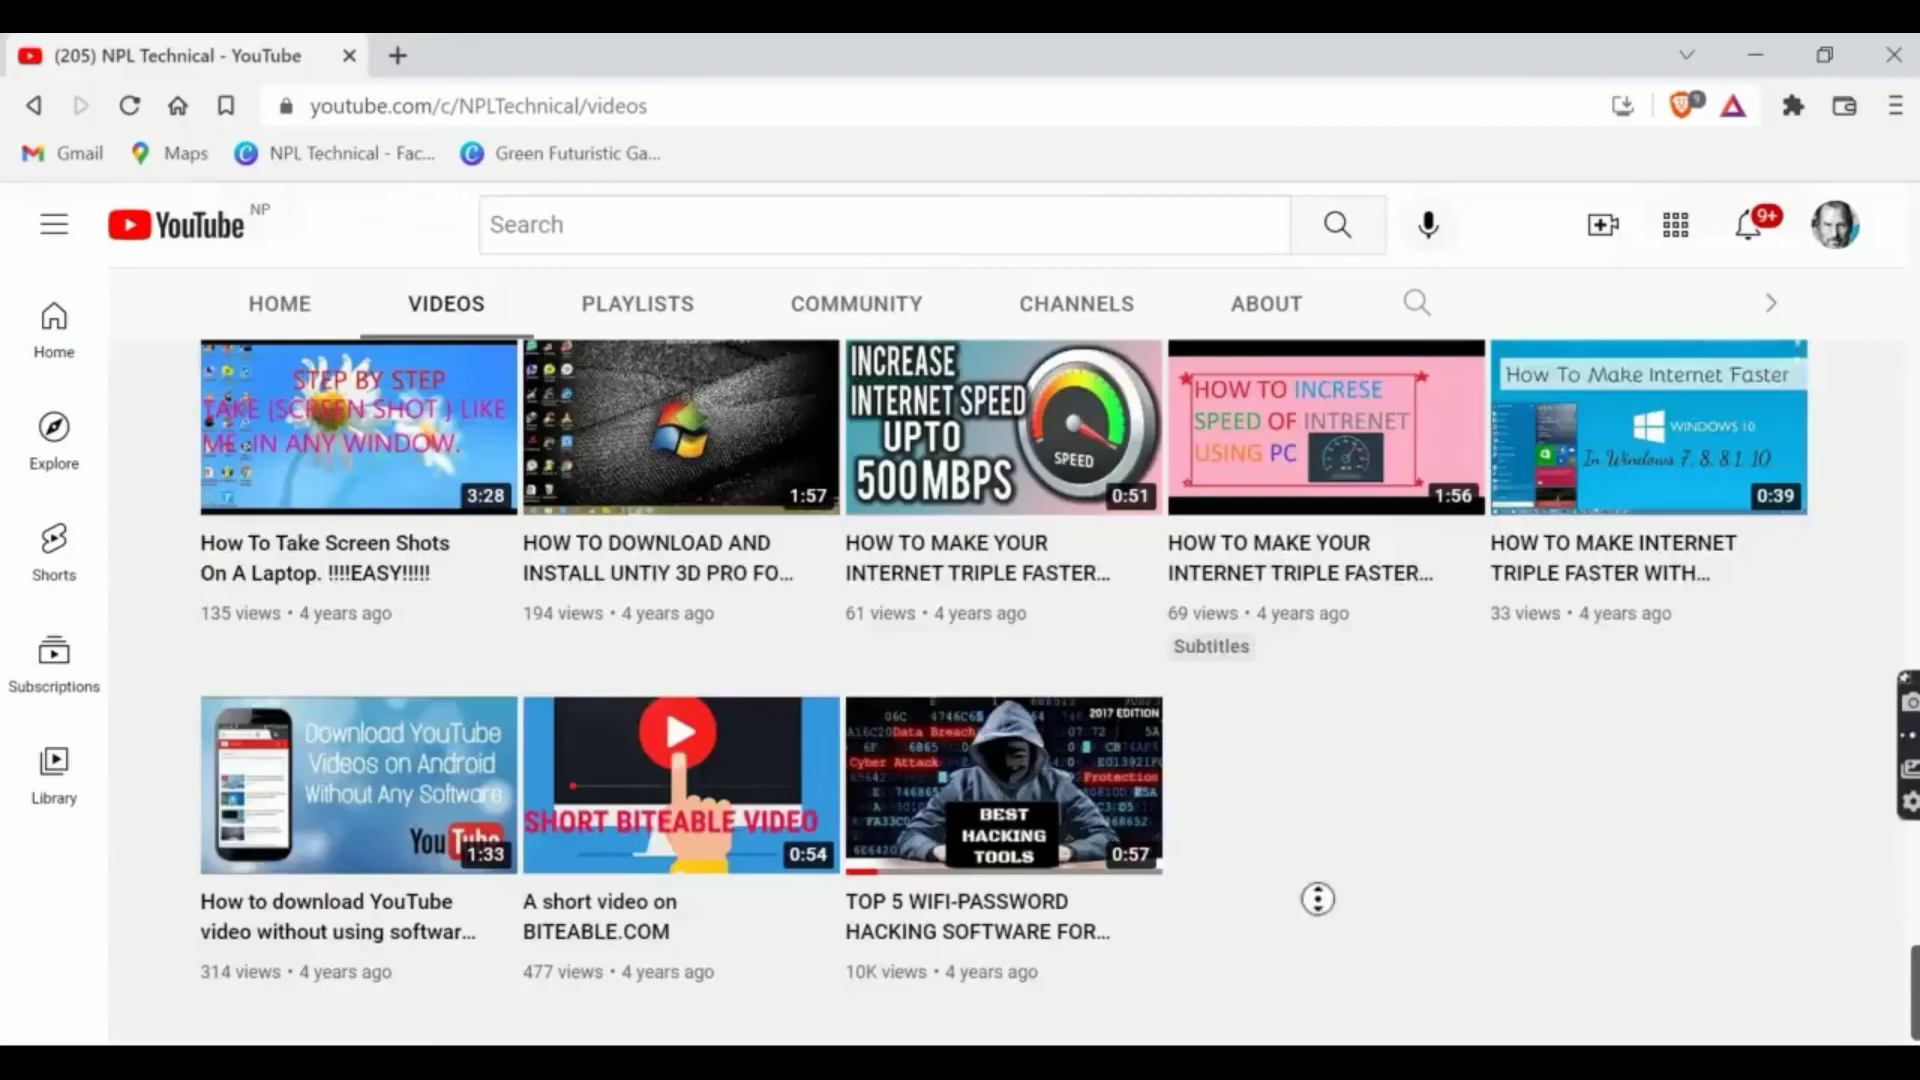 (205) NPL Technical - YouTube
youtube.com/c/NPLTechnical/videos
9
Gmail
Maps
NPL Technical - Fac...
Green Futuristic Ga...
YouTube NP
Search
9+
HOME
VIDEOS
PLAYLISTS
COMMUNITY
CHANNELS
ABOUT
Home
Explore
Shorts
Subscriptions
Library
STEP BY STEP
TAKE (SCREEN SHOT ) LIKE
ME IN ANY WINDOW.
3:28
How To Take Screen Shots
On A Laptop. !!!!EASY!!!!!
135 views • 4 years ago
1:57
HOW TO DOWNLOAD AND
INSTALL UNTIY 3D PRO FO...
194 views • 4 years ago
INCREASE
INTERNET SPEED
UPTO
500MBPS
SPEED
0:51
HOW TO MAKE YOUR
INTERNET TRIPLE FASTER...
61 views • 4 years ago
HOW TO INCRESE
SPEED OF INTRENET
USING PC
1:56
HOW TO MAKE YOUR
INTERNET TRIPLE FASTER...
69 views • 4 years ago
Subtitles
How To Make Internet Faster
WINDOWS 10
In Windows 7, 8, 8.1, 10
0:39
HOW TO MAKE INTERNET
TRIPLE FASTER WITH...
33 views • 4 years ago
Download YouTube
Videos on Android
Without Any Software
YouTube
1:33
How to download YouTube
video without using softwar...
314 views • 4 years ago
SHORT BITEABLE VIDEO
0:54
A short video on
BITEABLE.COM
477 views • 4 years ago
2017 EDITION
Data Breach
Cyber Attack
Protection
BEST
HACKING
TOOLS
0:57
TOP 5 WIFI-PASSWORD
HACKING SOFTWARE FOR...
10K views • 4 years ago